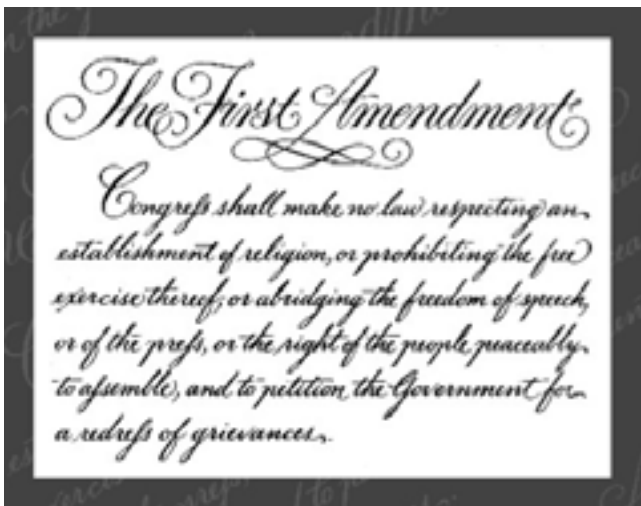 The First Amendment
Congreſs shall make no law respecting an
establishment of religion, or prohibiting the free
exercise thereof; or abridging the freedom of speech,
or of the preſs, or the right of the people peaceably
to aſsemble, and to petition the Government for
a redreſs of grievances.